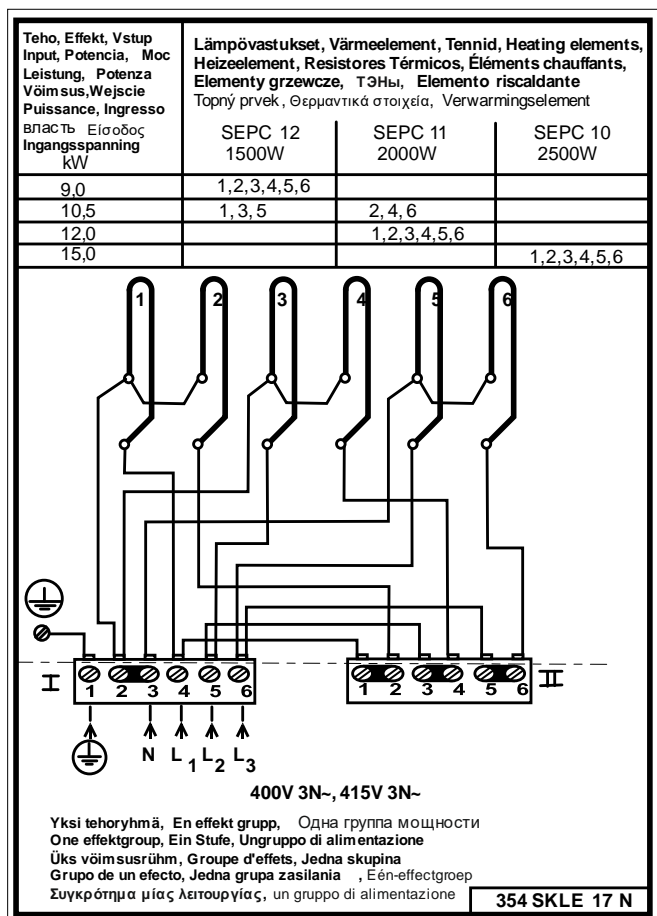 Teho, Effekt, Vstup
Input, Potencia, Moc
Leistung, Potenza
Vöimsus,Wejscie
Puissance, Ingresso
власть Είσοδος
Ingangsspanning
kW
Lämpövastukset, Värmeelement, Tennid, Heating elements,
Heizeelement, Resistores Térmicos, Éléments chauffants,
Elementy grzewcze, ТЭНы, Elemento riscaldante
Topný prvek, Θερμαντικά στοιχεία, Verwarmingselement
SEPC 12 SEPC 11 SEPC 10
1500W 2000W 2500W
9,0 1,2,3,4,5,6
10,5 1, 3, 5 2, 4, 6
12,0 1,2,3,4,5,6
15,0 1,2,3,4,5,6
1 2 3 4 5 6
I 1 2 3 4 5 6
1 2 3 4 5 6 II
N L1 L2 L3
400V 3N~, 415V 3N~
Yksi tehoryhmä, En effekt grupp, Одна группа мощности
One effektgroup, Ein Stufe, Ungruppo di alimentazione
Üks vöimsusrühm, Groupe d'effets, Jedna skupina
Grupo de un efecto, Jedna grupa zasilania , Eén-effectgroep
Συγκρότημα μίας λειτουργίας, un gruppo di alimentazione
354 SKLE 17 N